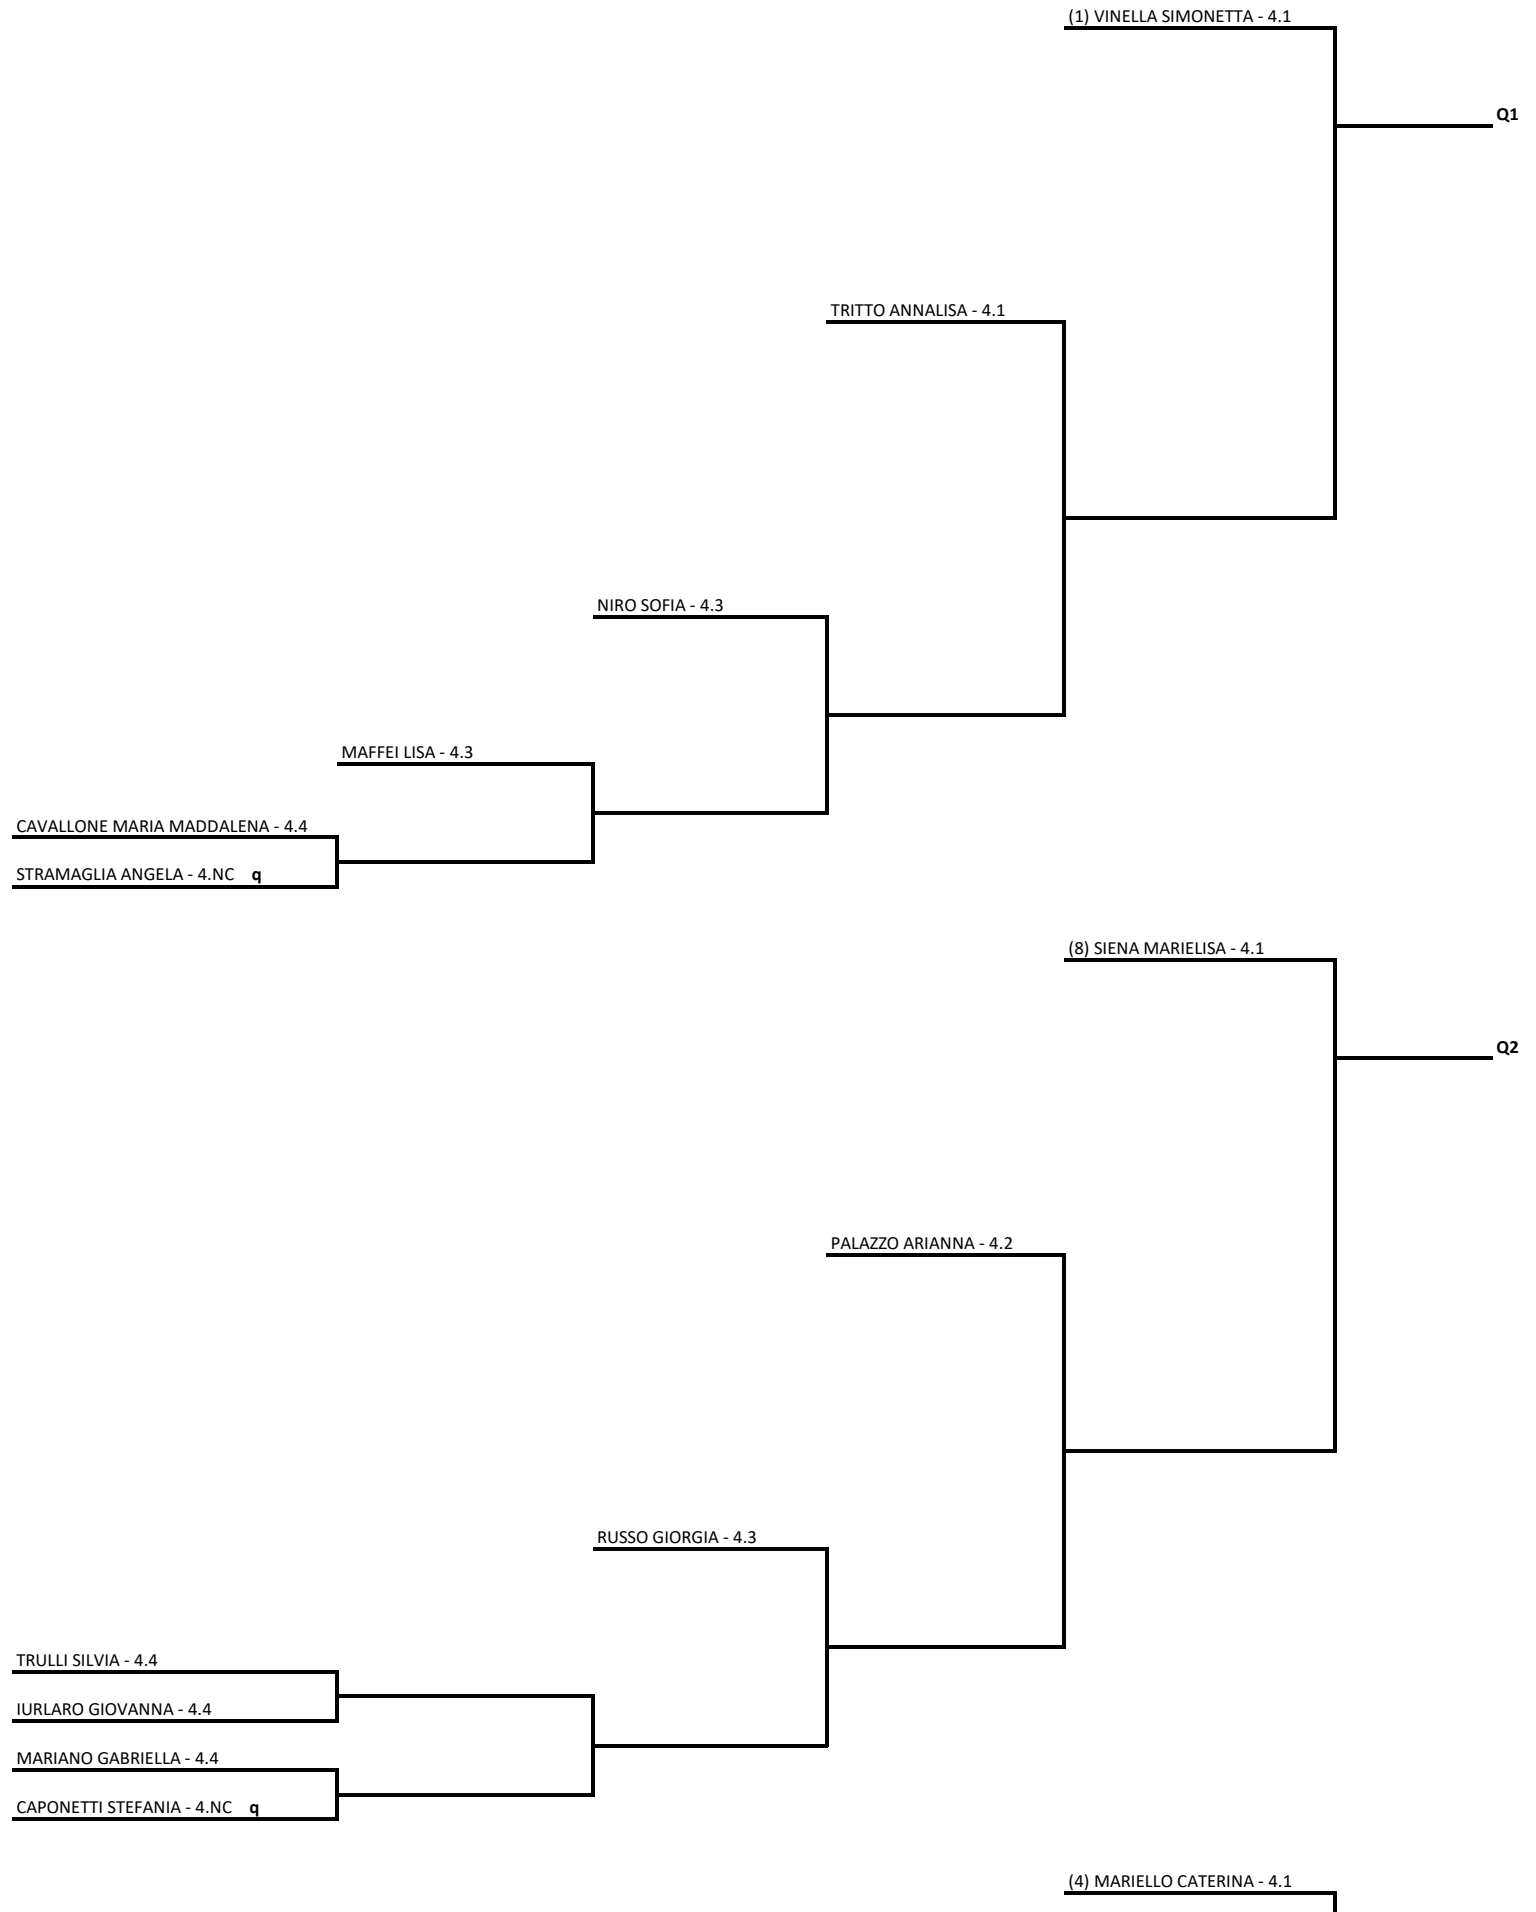 (1) VINELLA SIMONETTA - 4.1
Q1
TRITTO ANNALISA - 4.1
NIRO SOFIA - 4.3
MAFFEI LISA - 4.3
CAVALLONE MARIA MADDALENA - 4.4
STRAMAGLIA ANGELA - 4.NC q
(8) SIENA MARIELISA - 4.1
Q2
PALAZZO ARIANNA - 4.2
RUSSO GIORGIA - 4.3
TRULLI SILVIA - 4.4
IURLARO GIOVANNA - 4.4
MARIANO GABRIELLA - 4.4
CAPONETTI STEFANIA - 4.NC q
(4) MARIELLO CATERINA - 4.1